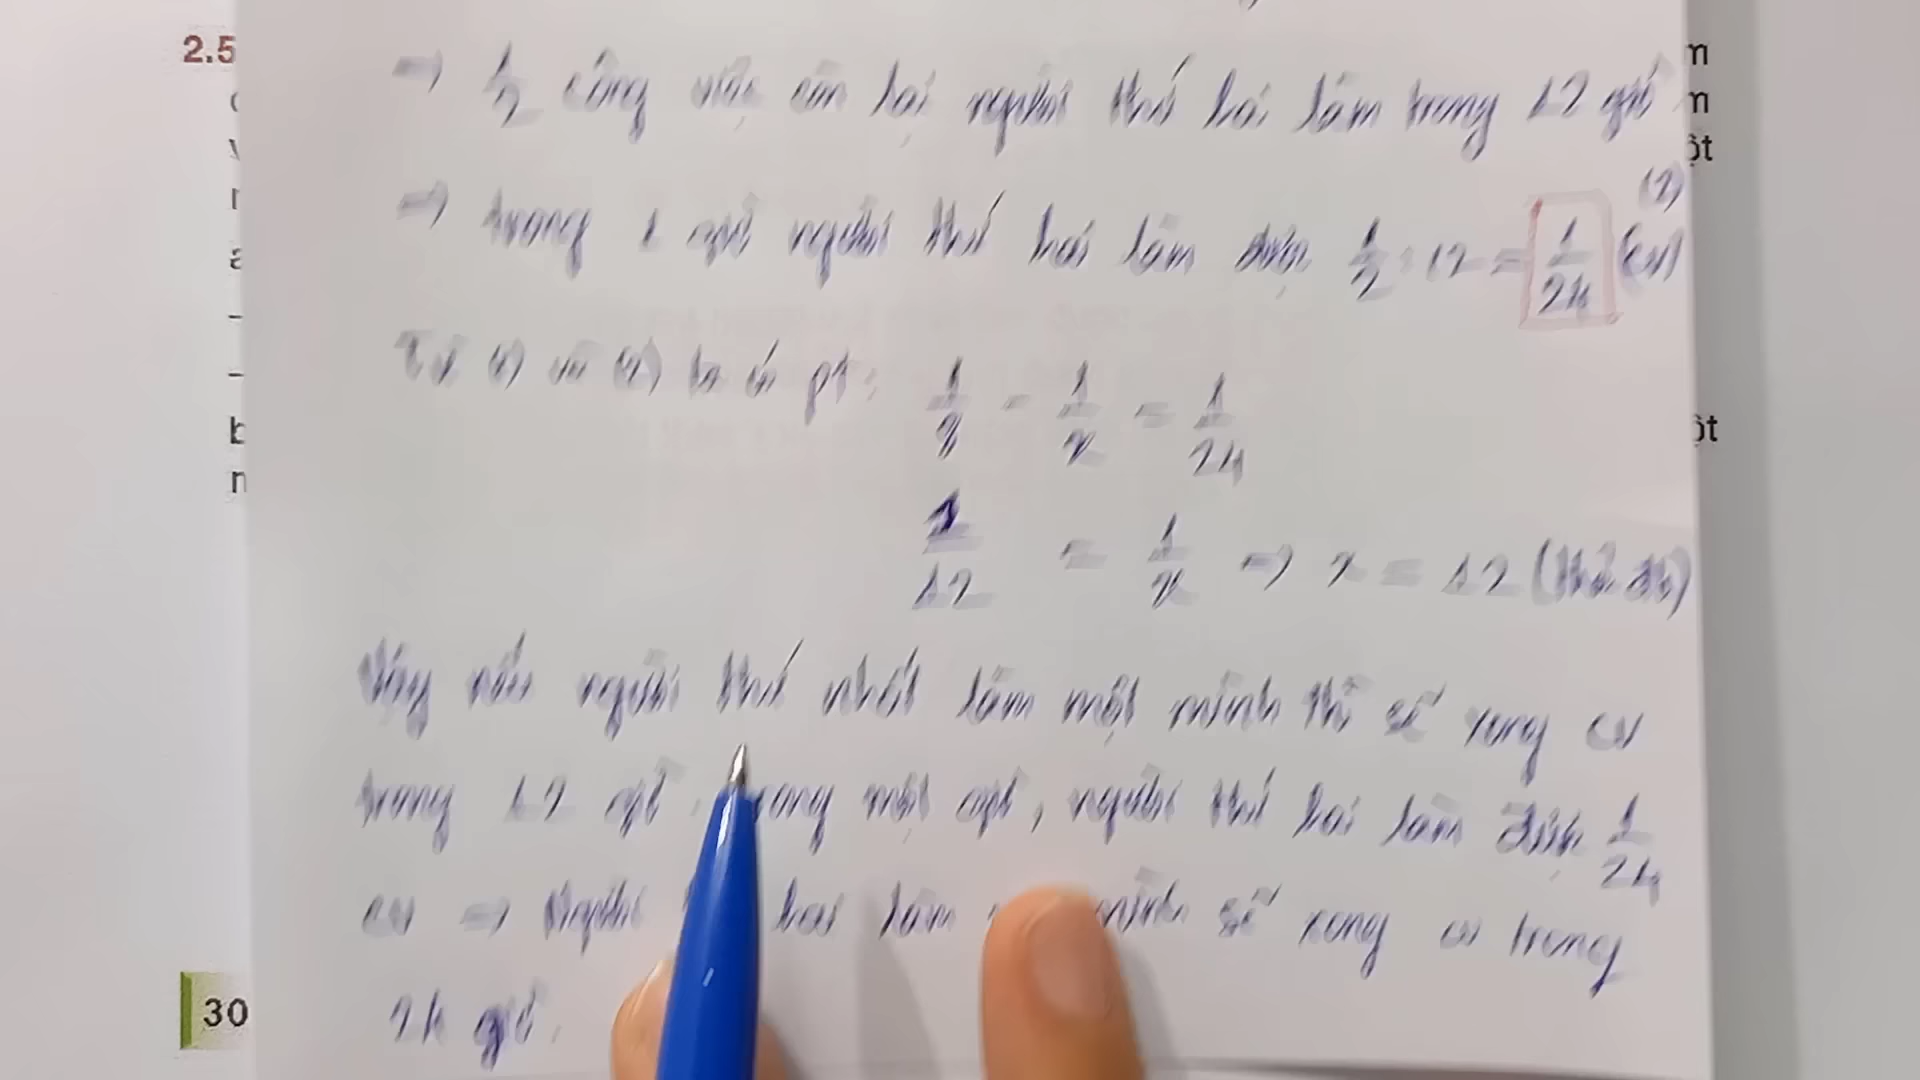 2.5
⇒ 1/2 công việc còn lại người thứ hai làm trong 12 giờ
⇒ trong 1 giờ người thứ hai làm được 1/2 : 12 = 1/24 (cv) (2)
Từ (1) và (2) ta có pt: 1/8 - 1/x = 1/24
1/12 = 1/x ⇒ x = 12 (thỏa đk)
Vậy nếu người thứ nhất làm một mình thì sẽ xong cv
trong 12 giờ. Trong một giờ, người thứ hai làm được 1/24
cv ⇒ Người hai làm mình sẽ xong cv trong
24 giờ.
30